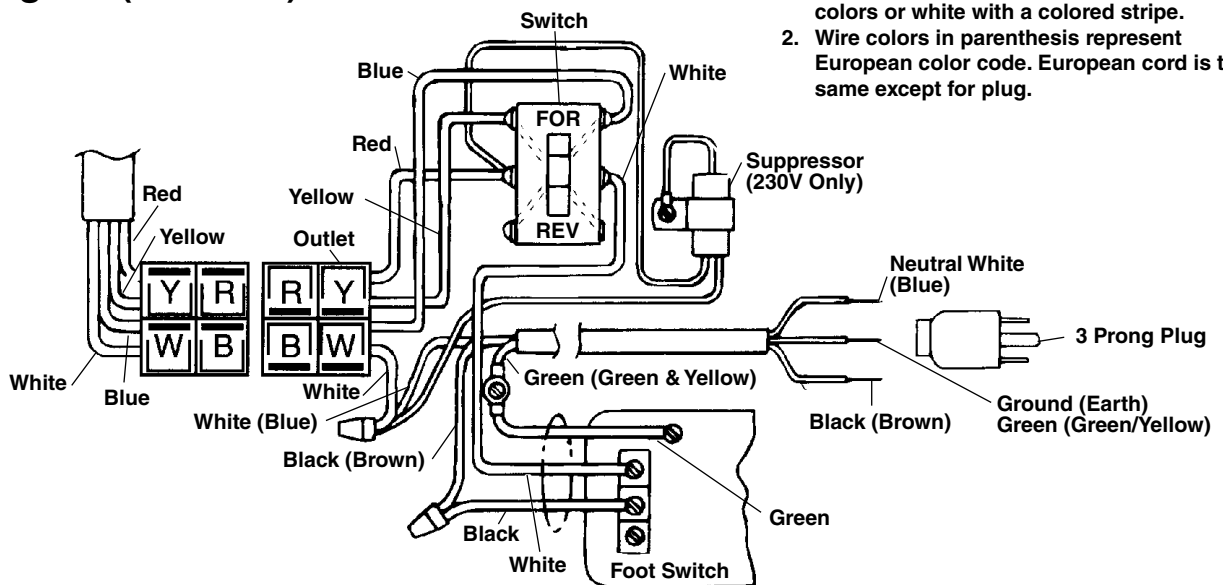 colors or white with a colored stripe.
2. Wire colors in parenthesis represent
European color code. European cord is t
same except for plug.
Switch
Blue
White
FOR
Red
Suppressor
(230V Only)
Red
Yellow
REV
Yellow
Outlet
Neutral White
(Blue)
Y R
R Y
W B
B W
3 Prong Plug
White
Blue
White
Green (Green & Yellow)
White (Blue)
Black (Brown)
Ground (Earth)
Green (Green/Yellow)
Black (Brown)
Green
Black
White
Foot Switch